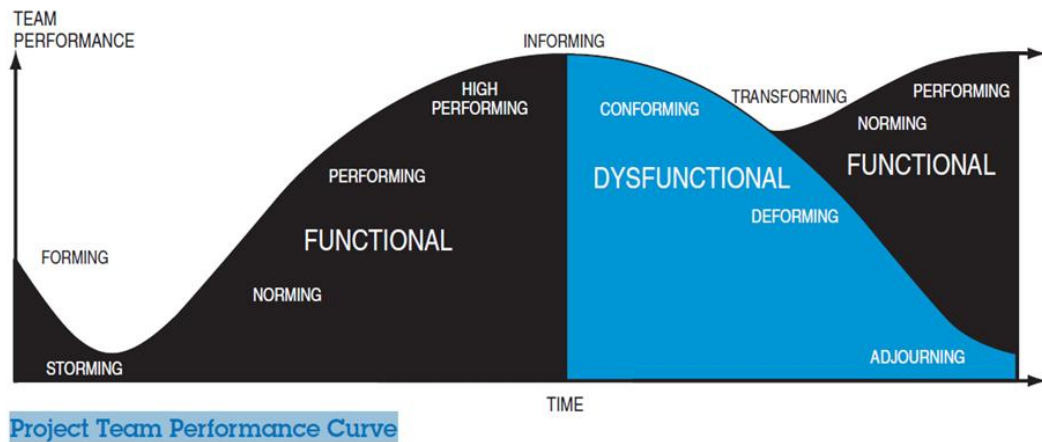 TEAM
PERFORMANCE
INFORMING
HIGH
PERFORMING
CONFORMING
TRANSFORMING
PERFORMING
NORMING
PERFORMING
DYSFUNCTIONAL
FUNCTIONAL
DEFORMING
FUNCTIONAL
FORMING
NORMING
STORMING
ADJOURNING
TIME
Project Team Performance Curve